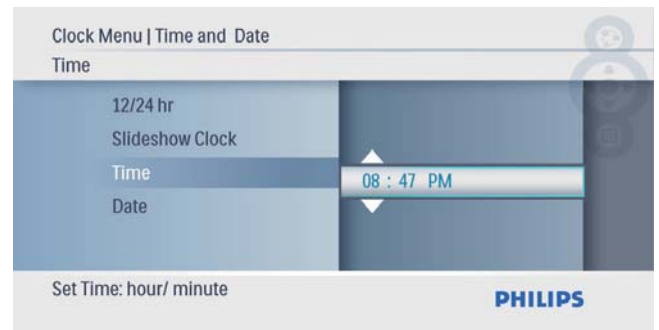 Clock Menu | Time and Date
Time
12/24 hr
Slideshow Clock
Time
08 : 47 PM
Date
Set Time: hour/ minute
PHILIPS